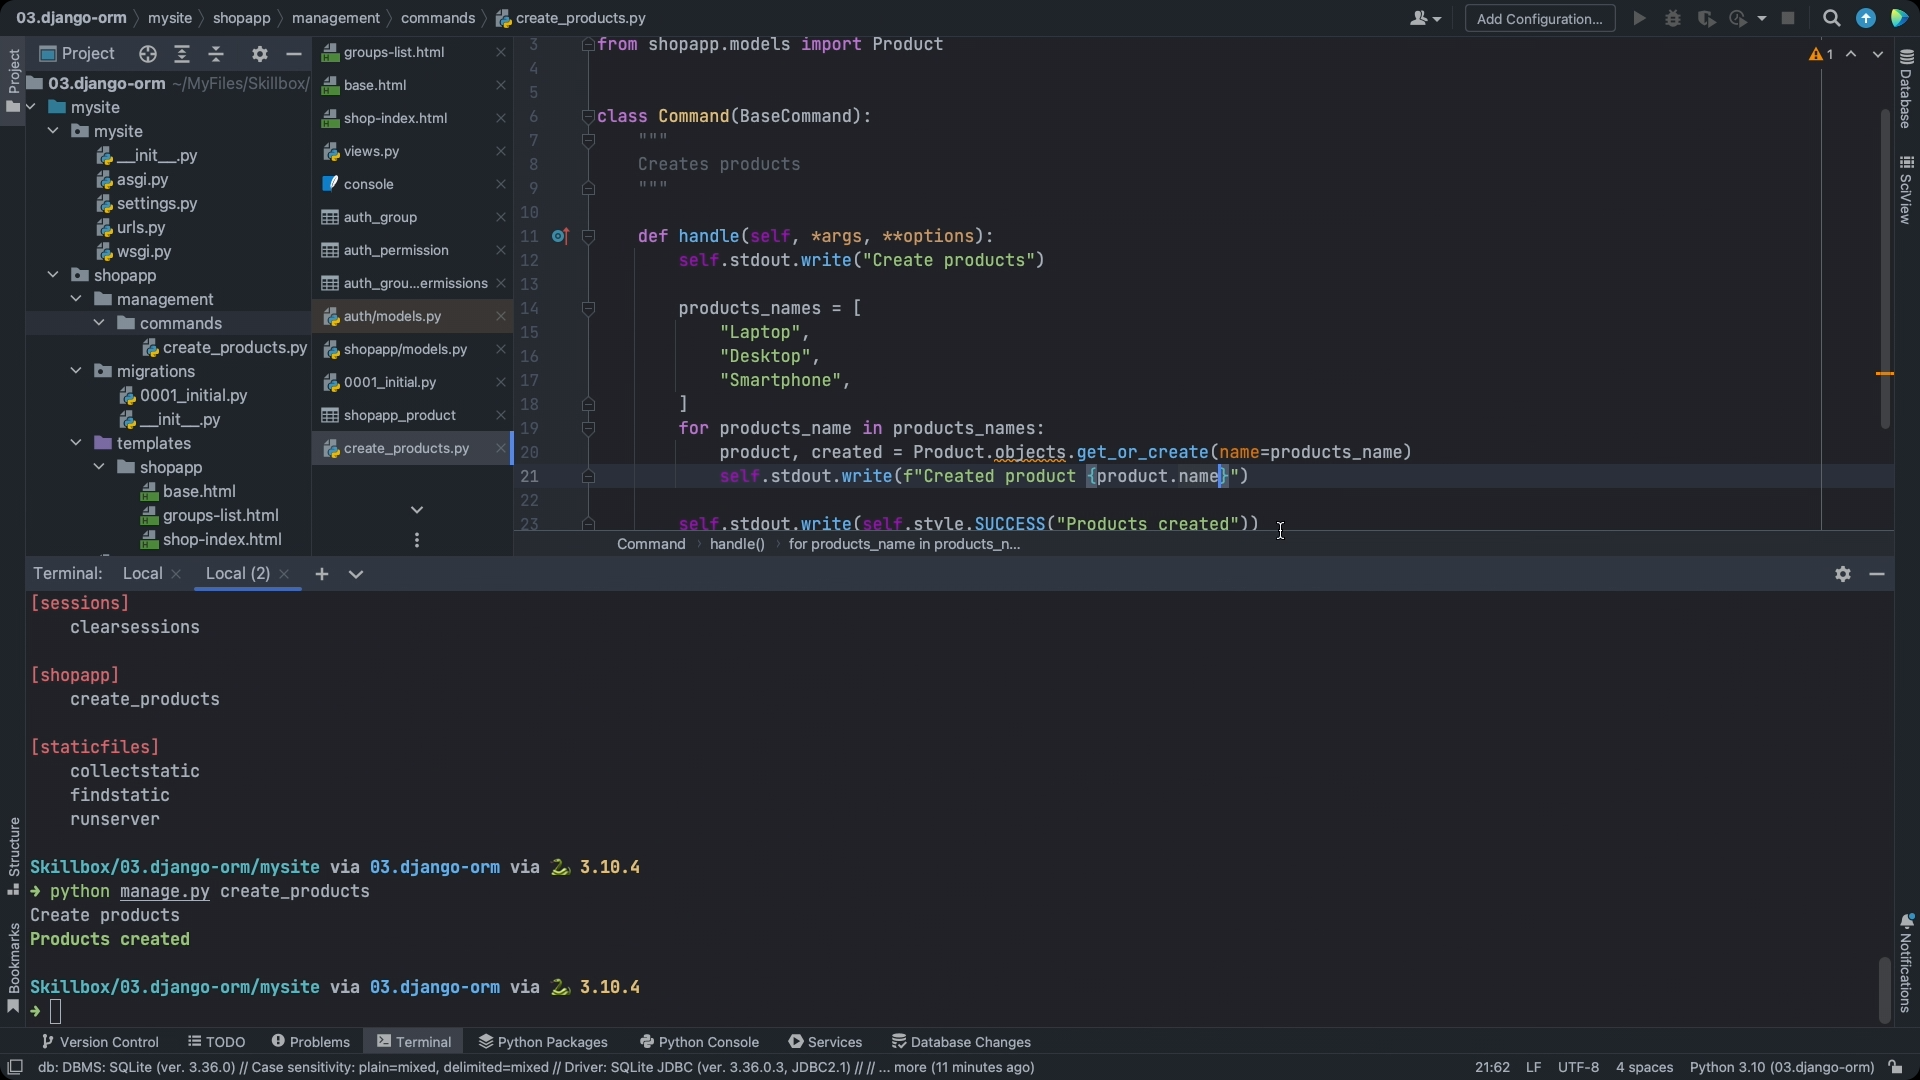 03.django-orm mysite shopapp management commands create_products.py
Add Configuration...
Project
Project
03.django-orm ~/MyFiles/Skillbox/
mysite
mysite
__init__.py
asgi.py
settings.py
urls.py
wsgi.py
shopapp
management
commands
create_products.py
migrations
0001_initial.py
__init__.py
templates
shopapp
base.html
groups-list.html
shop-index.html
groups-list.html
base.html
shop-index.html
views.py
console
auth_group
auth_permission
auth_grou...ermissions
auth/models.py
shopapp/models.py
0001_initial.py
shopapp_product
create_products.py
3 from shopapp.models import Product
4
5
6 class Command(BaseCommand):
7 """
8 Creates products
9 """
10
11 def handle(self, *args, **options):
12 self.stdout.write("Create products")
13
14 products_names = [
15 "Laptop",
16 "Desktop",
17 "Smartphone",
18 ]
19 for products_name in products_names:
20 product, created = Product.objects.get_or_create(name=products_name)
21 self.stdout.write(f"Created product {product.name}")
22
23 self.stdout.write(self.style.SUCCESS("Products created"))
1
Command handle() for products_name in products_n...
Database
SciView
Notifications
Structure
Bookmarks
Terminal: Local Local (2)
[sessions]
clearsessions
[shopapp]
create_products
[staticfiles]
collectstatic
findstatic
runserver
Skillbox/03.django-orm/mysite via 03.django-orm via 🐍 3.10.4
➜ python manage.py create_products
Create products
Products created
Skillbox/03.django-orm/mysite via 03.django-orm via 🐍 3.10.4
➜
Version Control TODO Problems Terminal Python Packages Python Console Services Database Changes
db: DBMS: SQLite (ver. 3.36.0) // Case sensitivity: plain=mixed, delimited=mixed // Driver: SQLite JDBC (ver. 3.36.0.3, JDBC2.1) // // ... more (11 minutes ago)
21:62 LF UTF-8 4 spaces Python 3.10 (03.django-orm)